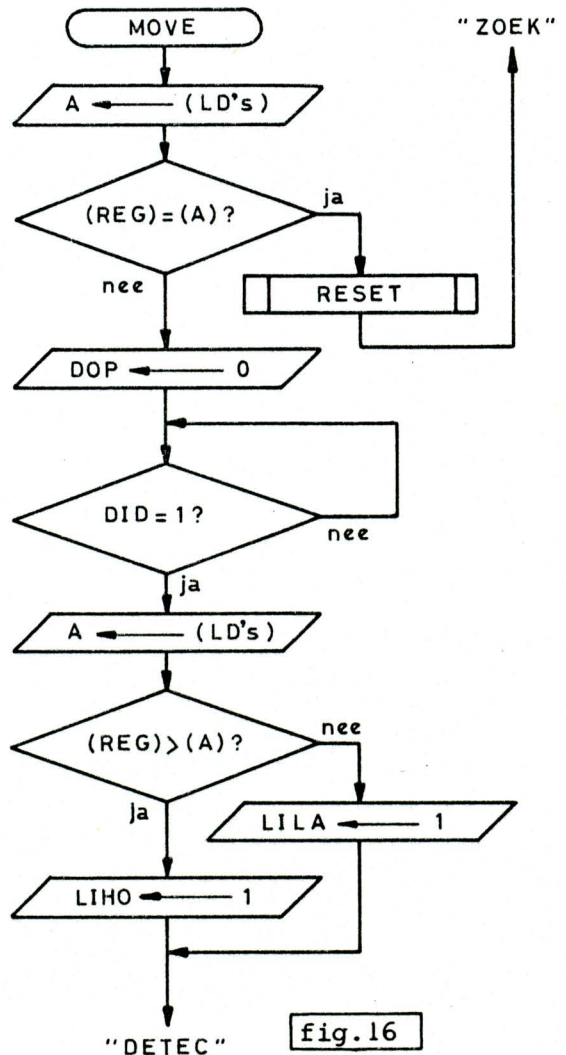 MOVE
"ZOEK"
A ← (LD's)
(REG)=(A)?
ja
nee
RESET
DOP ← 0
DID=1?
nee
ja
A ← (LD's)
(REG)>(A)?
nee
ja
LILA ← 1
LIHO ← 1
"DETEC"
fig.16